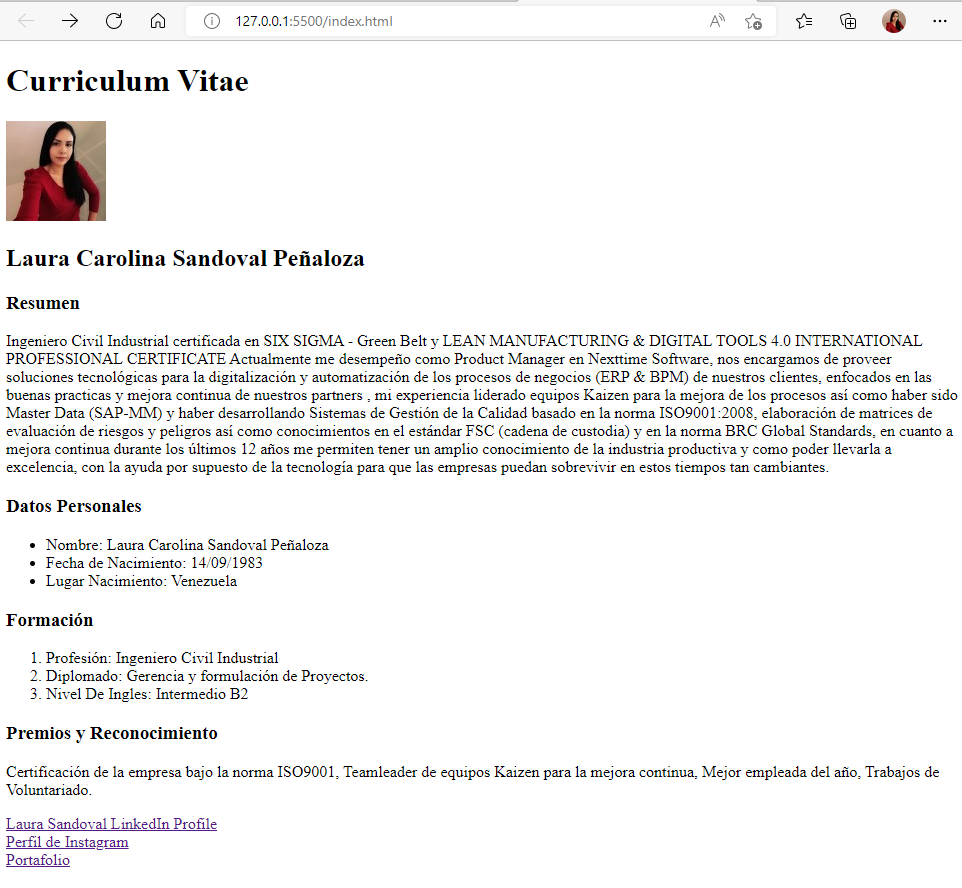 127.0.0.1:5500/index.html
Curriculum Vitae
Laura Carolina Sandoval Peñaloza
Resumen
Ingeniero Civil Industrial certificada en SIX SIGMA - Green Belt y LEAN MANUFACTURING & DIGITAL TOOLS 4.0 INTERNATIONAL
PROFESSIONAL CERTIFICATE Actualmente me desempeño como Product Manager en Nexttime Software, nos encargamos de proveer
soluciones tecnológicas para la digitalización y automatización de los procesos de negocios (ERP & BPM) de nuestros clientes, enfocados en las
buenas practicas y mejora continua de nuestros partners , mi experiencia liderado equipos Kaizen para la mejora de los procesos así como haber sido
Master Data (SAP-MM) y haber desarrollando Sistemas de Gestión de la Calidad basado en la norma ISO9001:2008, elaboración de matrices de
evaluación de riesgos y peligros así como conocimientos en el estándar FSC (cadena de custodia) y en la norma BRC Global Standards, en cuanto a
mejora continua durante los últimos 12 años me permiten tener un amplio conocimiento de la industria productiva y como poder llevarla a
excelencia, con la ayuda por supuesto de la tecnología para que las empresas puedan sobrevivir en estos tiempos tan cambiantes.
Datos Personales
• Nombre: Laura Carolina Sandoval Peñaloza
• Fecha de Nacimiento: 14/09/1983
• Lugar Nacimiento: Venezuela
Formación
1. Profesión: Ingeniero Civil Industrial
2. Diplomado: Gerencia y formulación de Proyectos.
3. Nivel De Ingles: Intermedio B2
Premios y Reconocimiento
Certificación de la empresa bajo la norma ISO9001, Teamleader de equipos Kaizen para la mejora continua, Mejor empleada del año, Trabajos de
Voluntariado.
Laura Sandoval LinkedIn Profile
Perfil de Instagram
Portafolio